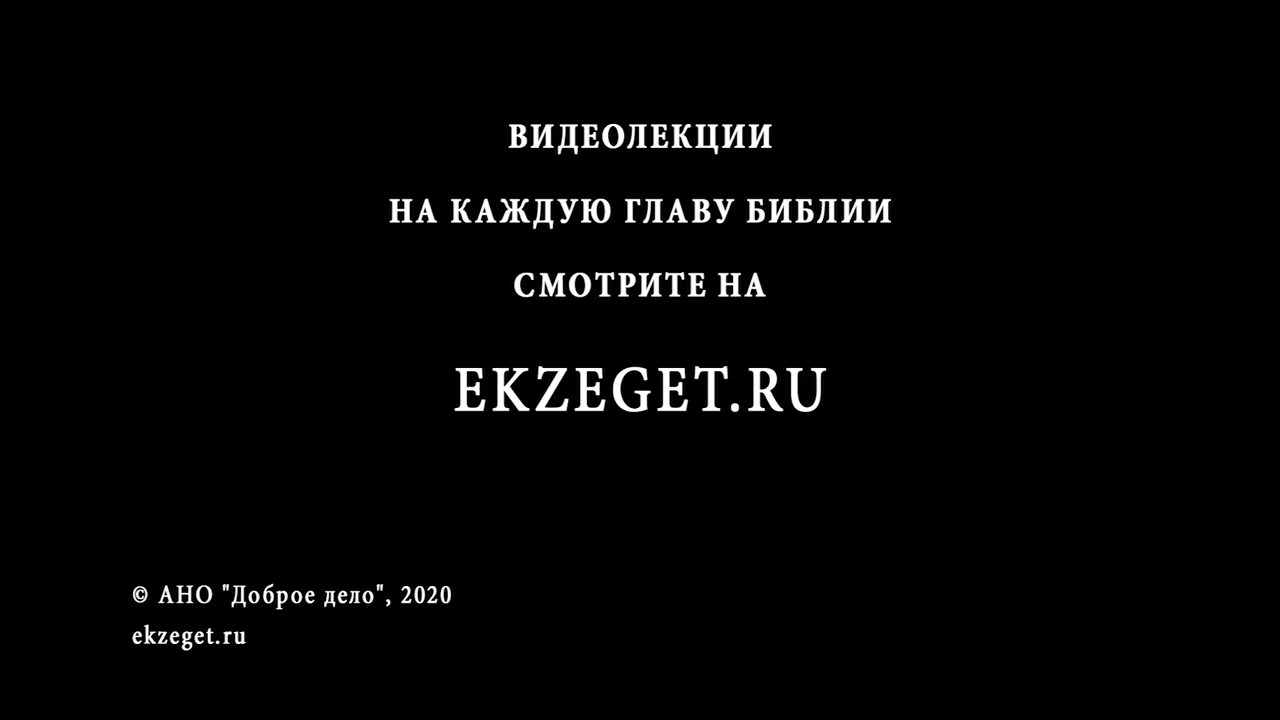 ВИДЕОЛЕКЦИИ
НА КАЖДУЮ ГЛАВУ БИБЛИИ
СМОТРИТЕ НА
EKZEGET.RU
© АНО "Доброе дело", 2020
ekzeget.ru